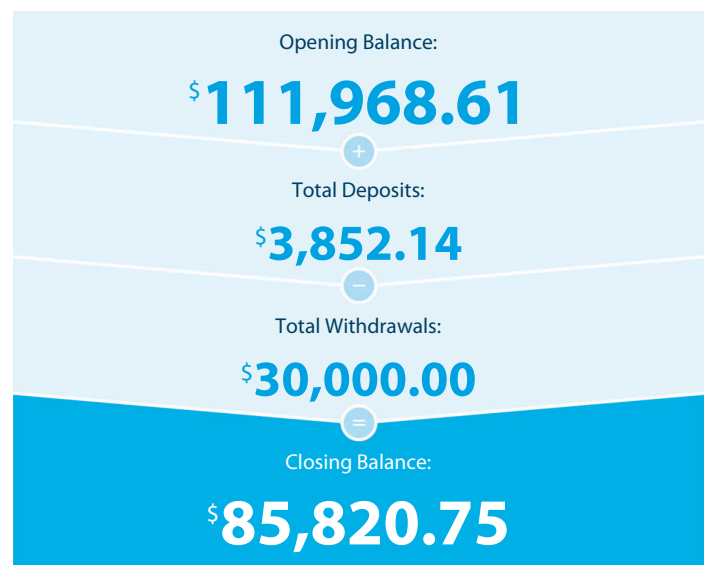 Opening Balance:
$111,968.61
+
Total Deposits:
$3,852.14
−
Total Withdrawals:
$30,000.00
=
Closing Balance:
$85,820.75